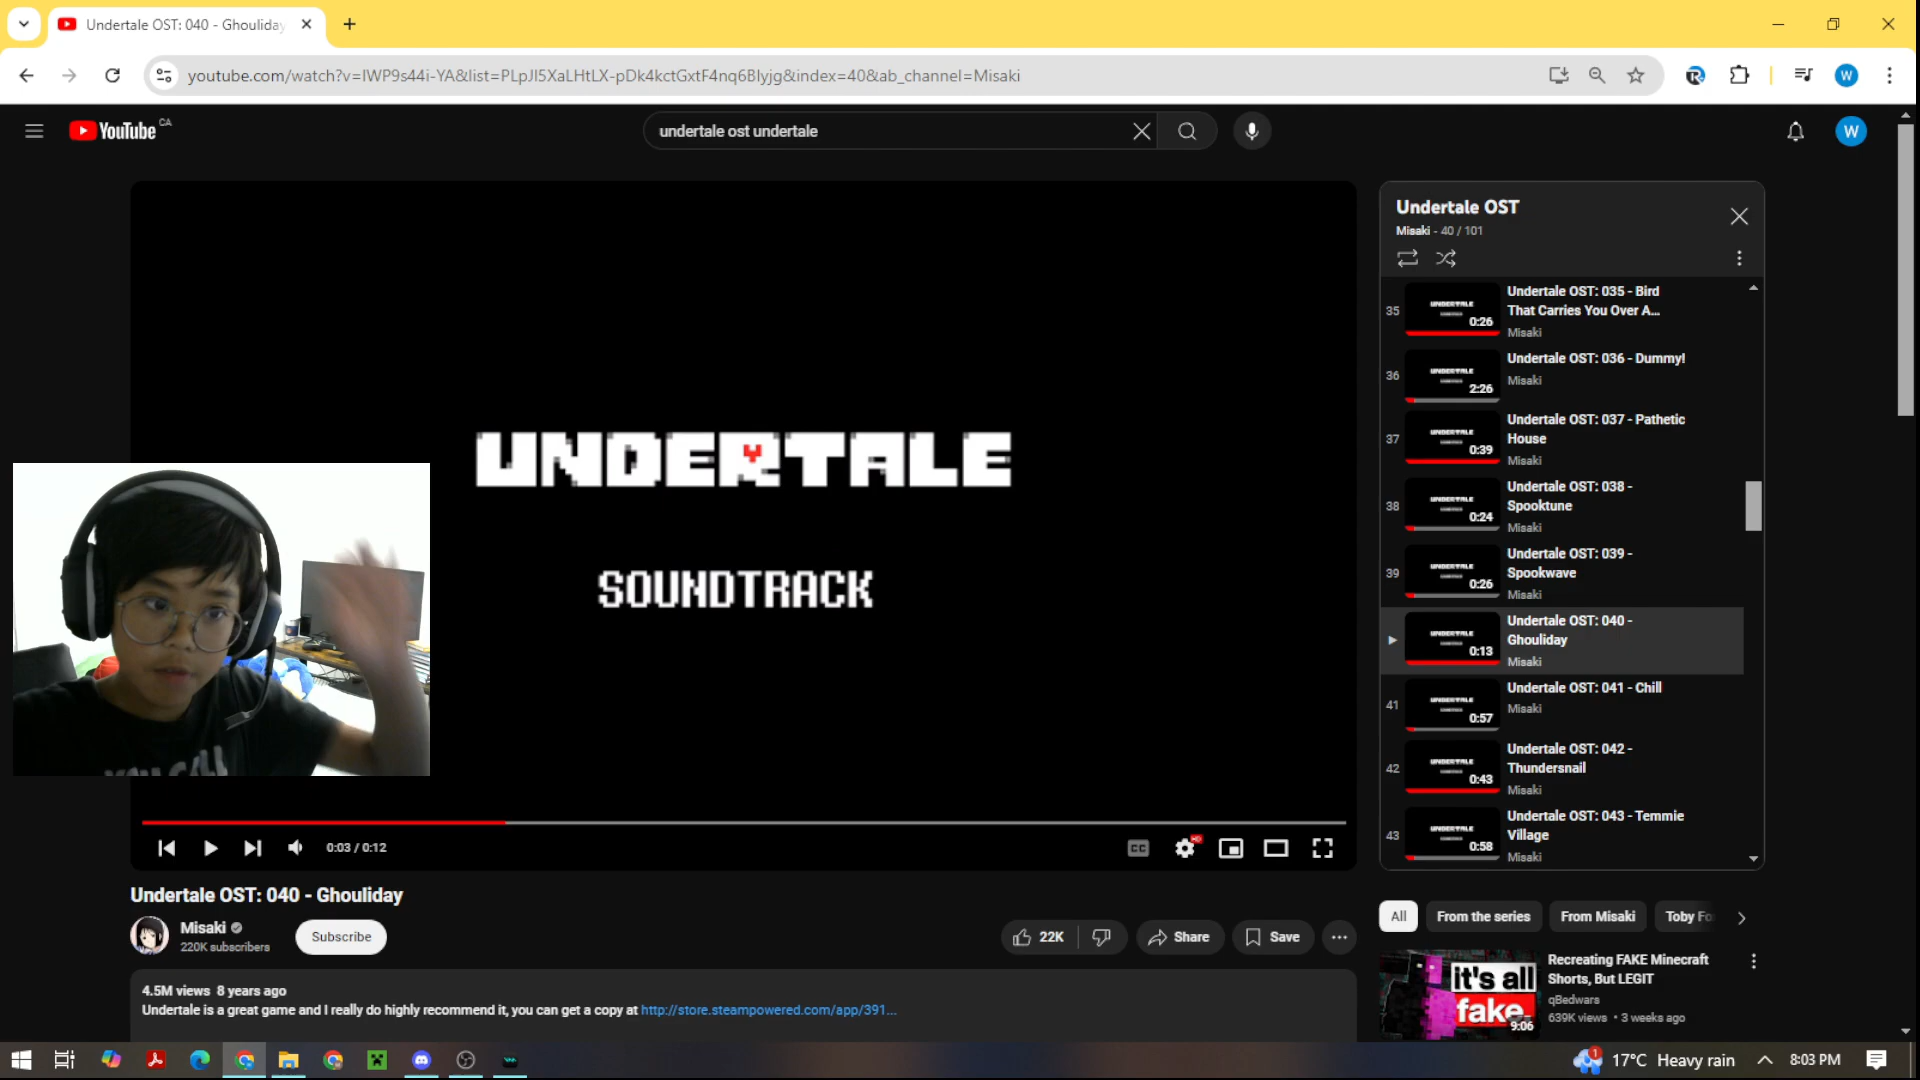 Undertale OST: 040 - Ghouliday
youtube.com/watch?v=IWP9s44i-YA&list=PLpJl5XaLHtLX-pDk4kctGxtF4nq6BIyjg&index=40&ab_channel=Misaki
W
YouTube CA
undertale ost undertale
W
UNDERTALE
SOUNDTRACK
0:03 / 0:12
CC
HD
Undertale OST
Misaki - 40 / 101
35
0:26
Undertale OST: 035 - Bird
That Carries You Over A...
Misaki
36
2:26
Undertale OST: 036 - Dummy!
Misaki
37
0:39
Undertale OST: 037 - Pathetic
House
Misaki
38
0:24
Undertale OST: 038 -
Spooktune
Misaki
39
0:26
Undertale OST: 039 -
Spookwave
Misaki
0:13
Undertale OST: 040 -
Ghouliday
Misaki
41
0:57
Undertale OST: 041 - Chill
Misaki
42
0:43
Undertale OST: 042 -
Thundersnail
Misaki
43
0:58
Undertale OST: 043 - Temmie
Village
Misaki
Undertale OST: 040 - Ghouliday
Misaki
220K subscribers
Subscribe
22K
Share
Save
4.5M views 8 years ago
Undertale is a great game and I really do highly recommend it, you can get a copy at http://store.steampowered.com/app/391...
All
From the series
From Misaki
Toby Fo
it's all
fake
9:06
Recreating FAKE Minecraft
Shorts, But LEGIT
qBedwars
639K views • 3 weeks ago
1
17°C Heavy rain
8:03 PM